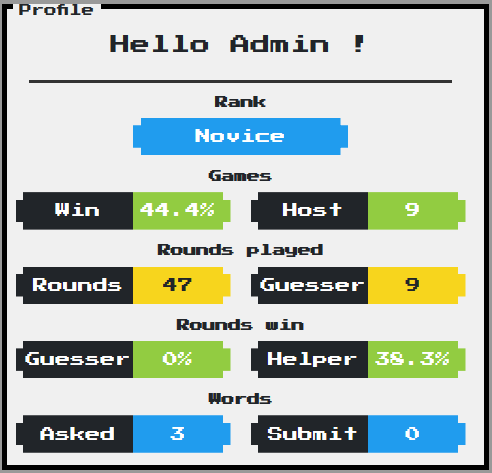 Profile
Hello Admin !
Rank
Novice
Games
Win 44.4% Host 9
Rounds played
Rounds 47 Guesser 9
Rounds win
Guesser 0% Helper 38.3%
Words
Asked 3 Submit 0